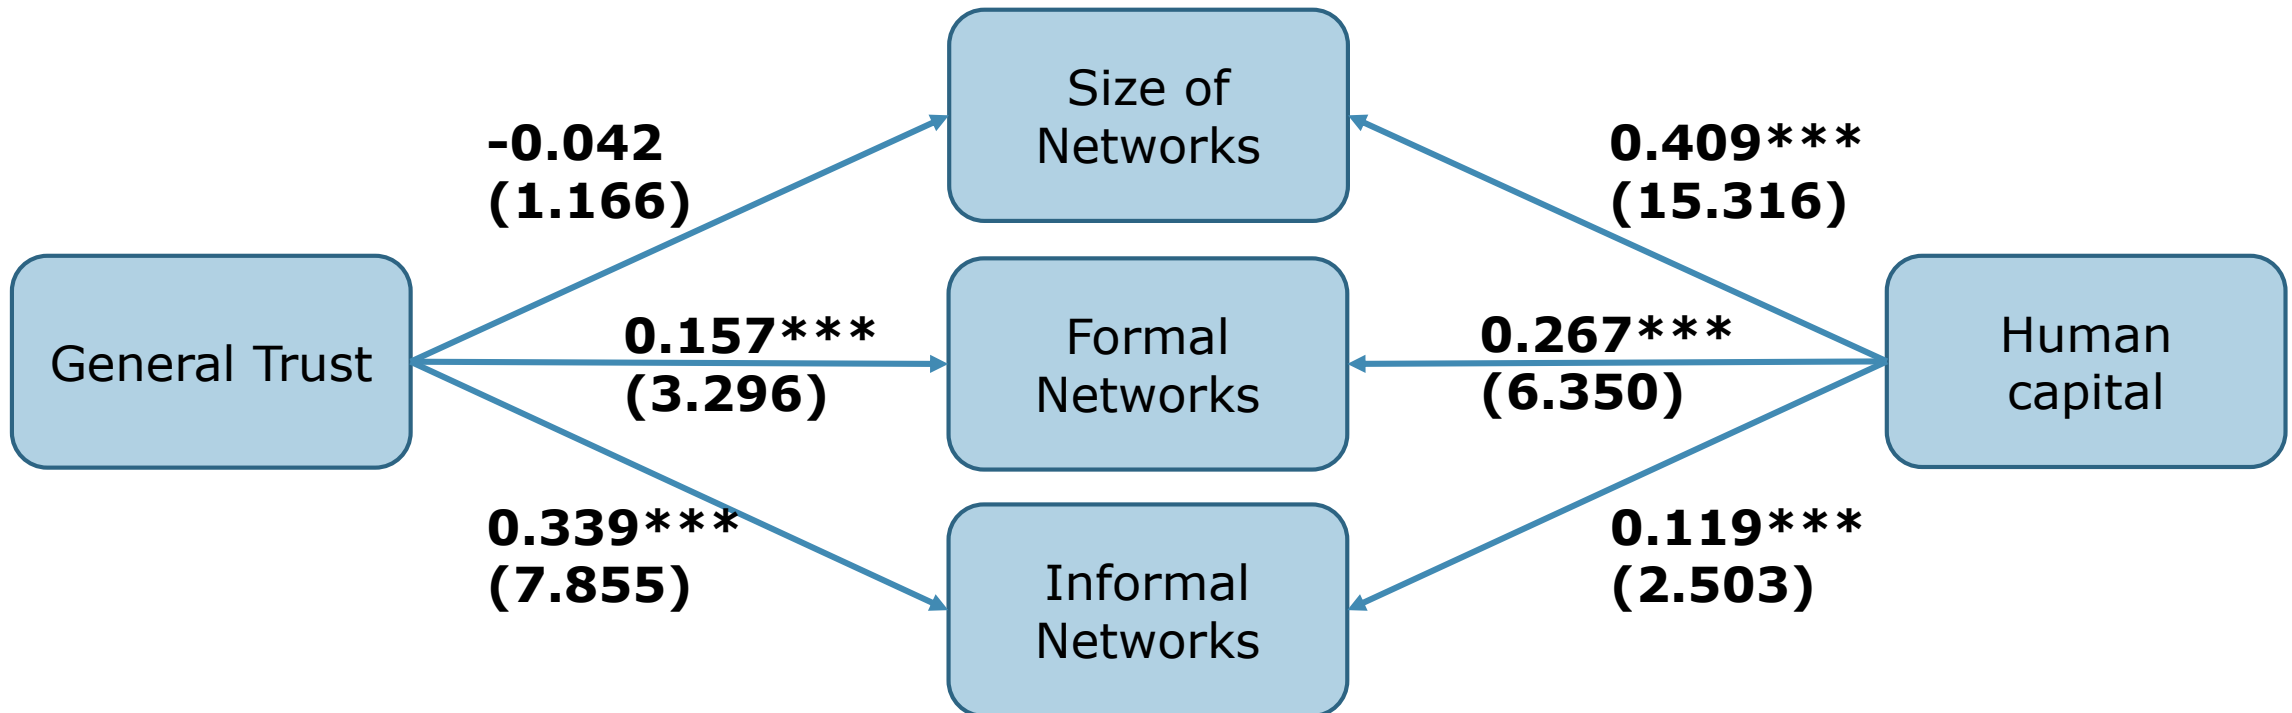 Size of
Networks
-0.042
(1.166)
0.409***
(15.316)
General Trust
0.157***
(3.296)
Formal
Networks
0.267***
(6.350)
Human
capital
0.339***
(7.855)
Informal
Networks
0.119***
(2.503)